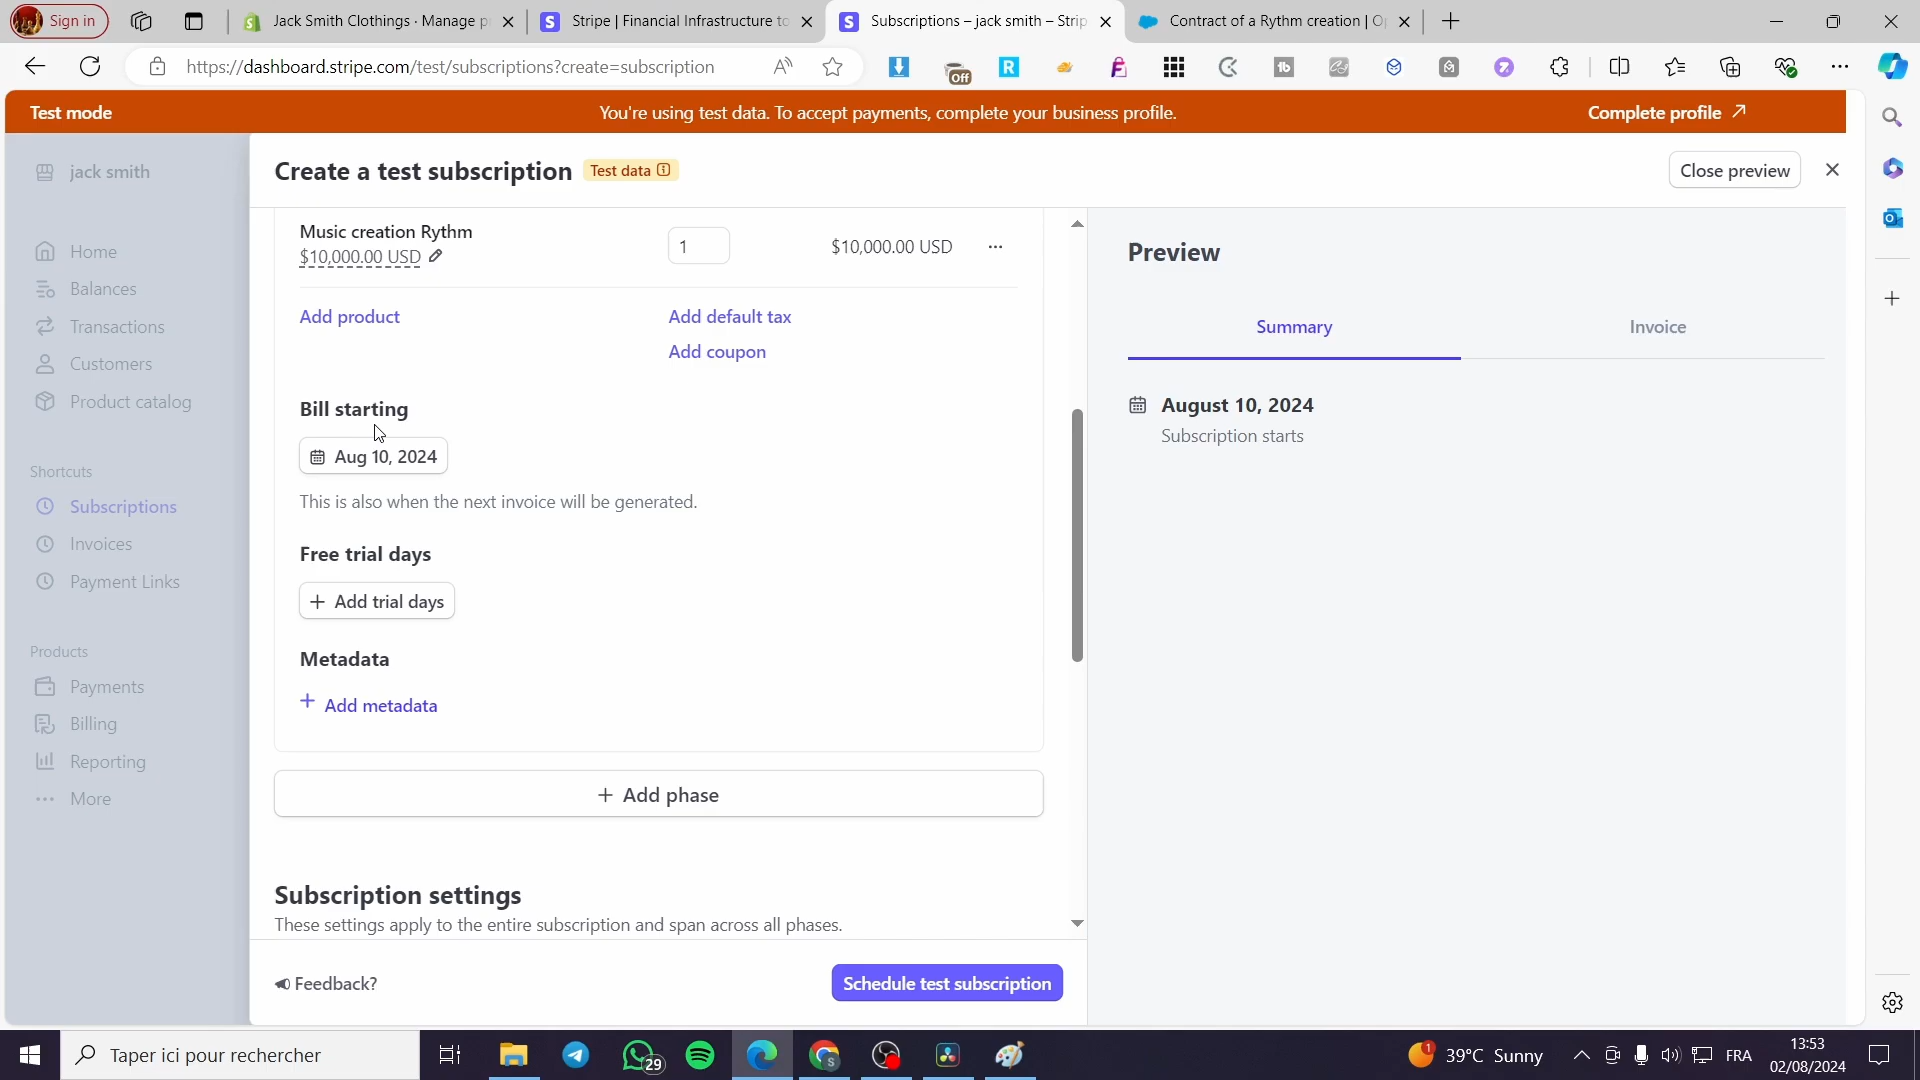 Sign in
Jack Smith Clothings · Manage p
Stripe | Financial Infrastructure to
Subscriptions – jack smith – Strip
Contract of a Rythm creation | O
https://dashboard.stripe.com/test/subscriptions?create=subscription
Off
Test mode
You're using test data. To accept payments, complete your business profile.
Complete profile
jack smith
Home
Balances
Transactions
Customers
Product catalog
Shortcuts
Subscriptions
Invoices
Payment Links
Products
Payments
Billing
Reporting
More
Create a test subscription
Test data
Close preview
Music creation Rythm
$10,000.00 USD
1
$10,000.00 USD
Add product
Add default tax
Add coupon
Bill starting
Aug 10, 2024
This is also when the next invoice will be generated.
Free trial days
Add trial days
Metadata
Add metadata
Add phase
Subscription settings
These settings apply to the entire subscription and span across all phases.
Feedback?
Schedule test subscription
Preview
Summary
Invoice
August 10, 2024
Subscription starts
Taper ici pour rechercher
29
1
39°C Sunny
FRA
13:53
02/08/2024